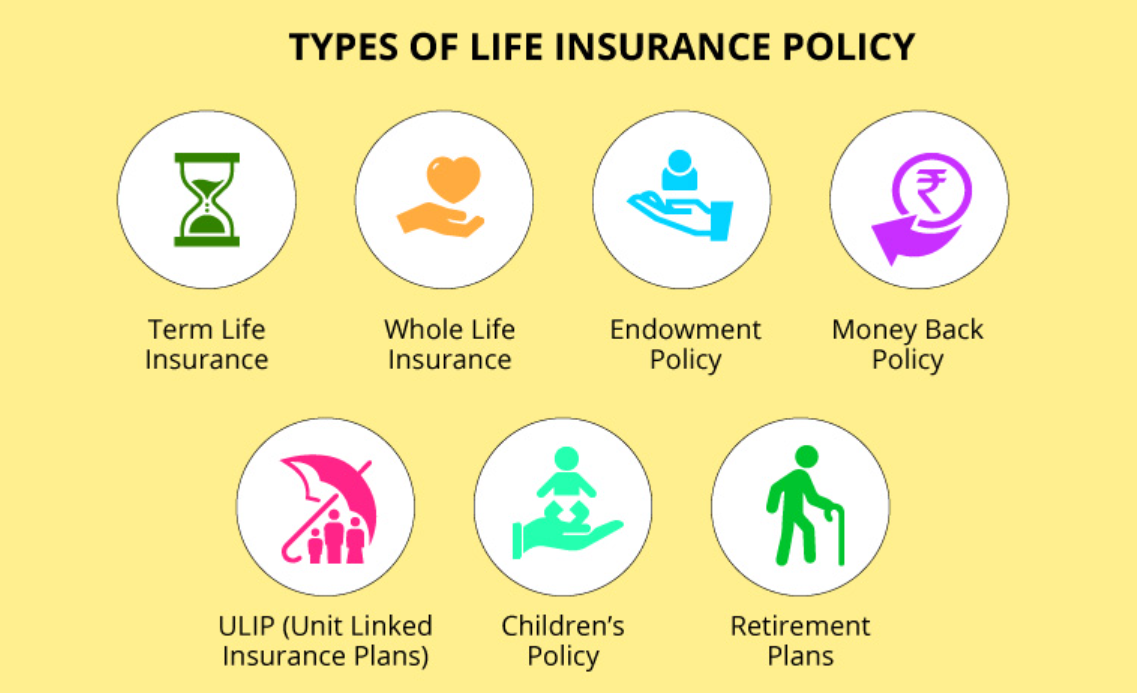 TYPES OF LIFE INSURANCE POLICY
Term Life
Insurance
Whole Life
Insurance
Endowment
Policy
₹
Money Back
Policy
ULIP (Unit Linked
Insurance Plans)
Children’s
Policy
Retirement
Plans